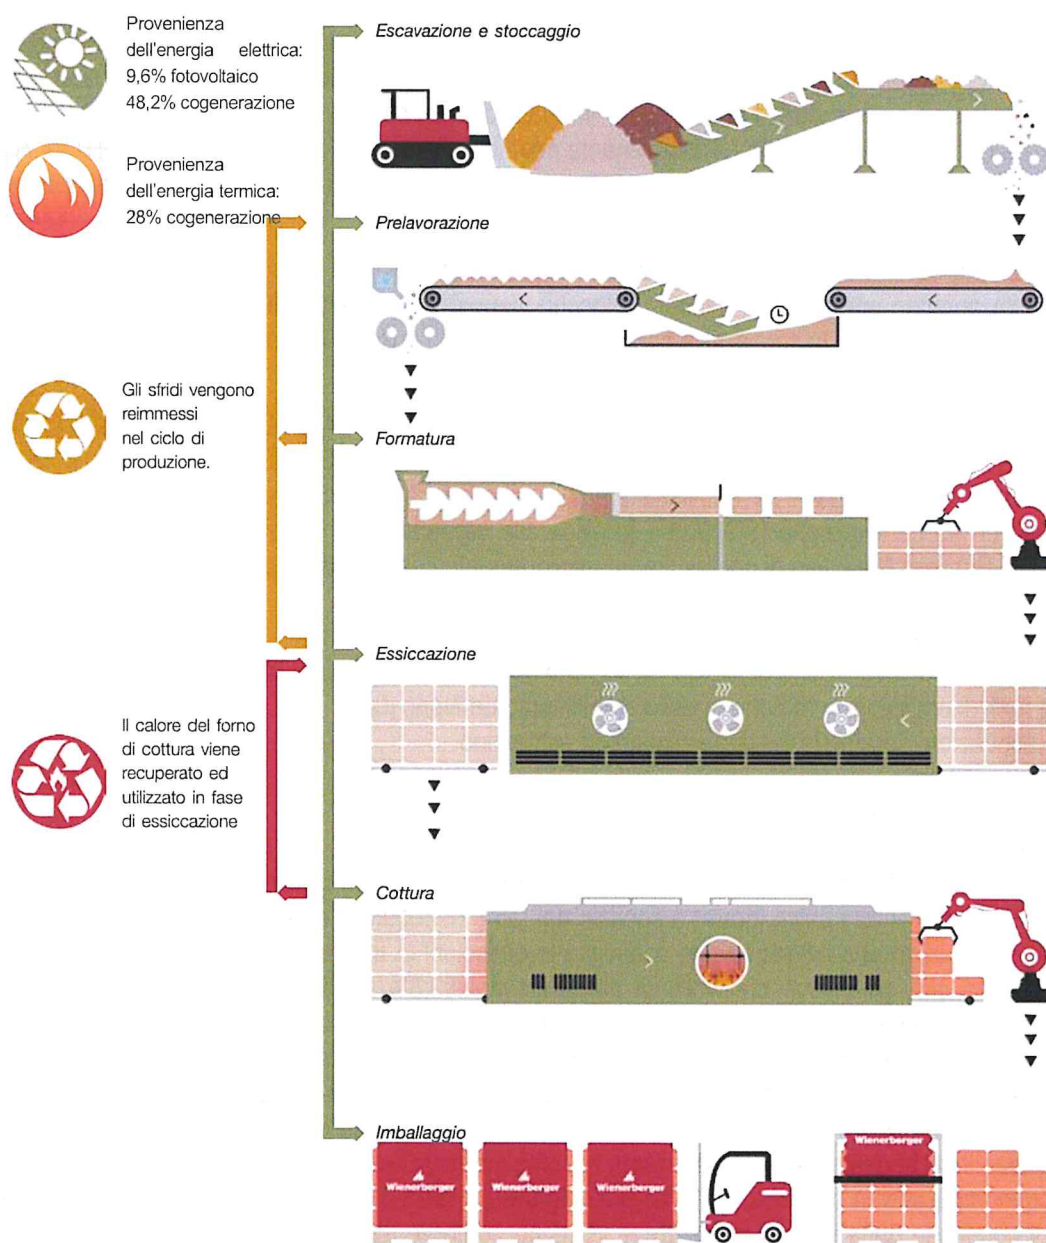 Provenienza
dell'energia elettrica:
9,6% fotovoltaico
48,2% cogenerazione
Provenienza
dell'energia termica:
28% cogenerazione
Gli sfridi vengono
reimmessi
nel ciclo di
produzione.
Il calore del forno
di cottura viene
recuperato ed
utilizzato in fase
di essiccazione
Escavazione e stoccaggio
Prelavorazione
Formatura
Essiccazione
Cottura
Imballaggio
Wienerberger
Wienerberger
Wienerberger
Wienerberger